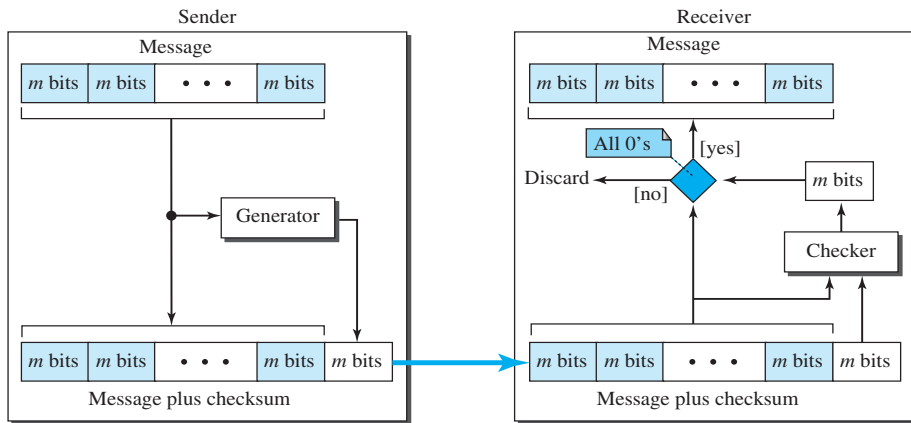 Sender
Message
m bits m bits • • • m bits
Generator
m bits m bits • • • m bits m bits
Message plus checksum
Receiver
Message
m bits m bits • • • m bits
All 0's
[yes]
Discard
[no]
m bits
Checker
m bits m bits • • • m bits m bits
Message plus checksum